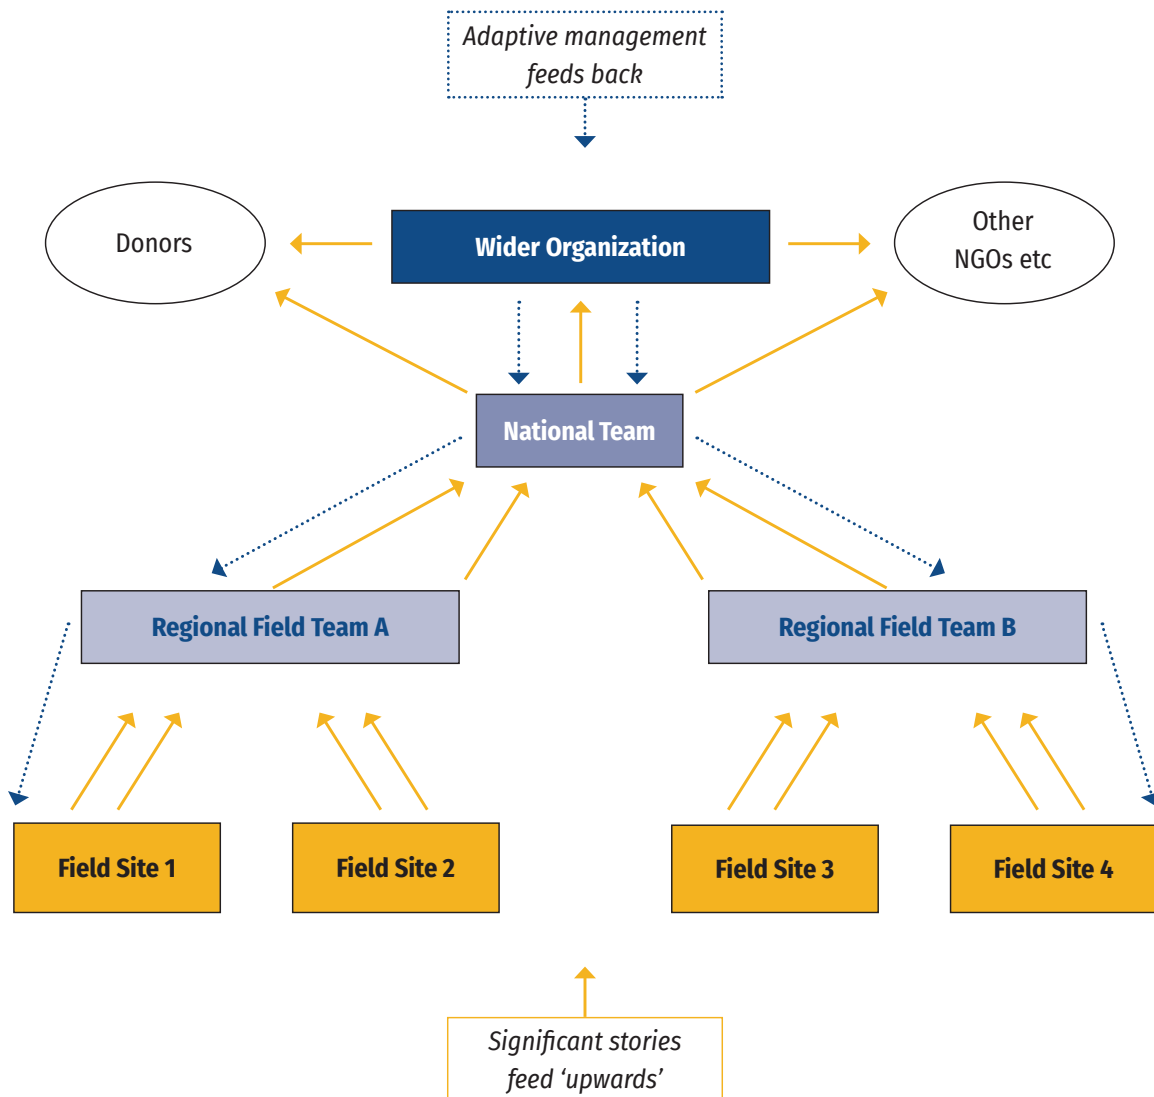 Adaptive management
feeds back
Donors
Wider Organization
Other
NGOs etc
National Team
Regional Field Team A
Regional Field Team B
Field Site 1
Field Site 2
Field Site 3
Field Site 4
Significant stories
feed ‘upwards’